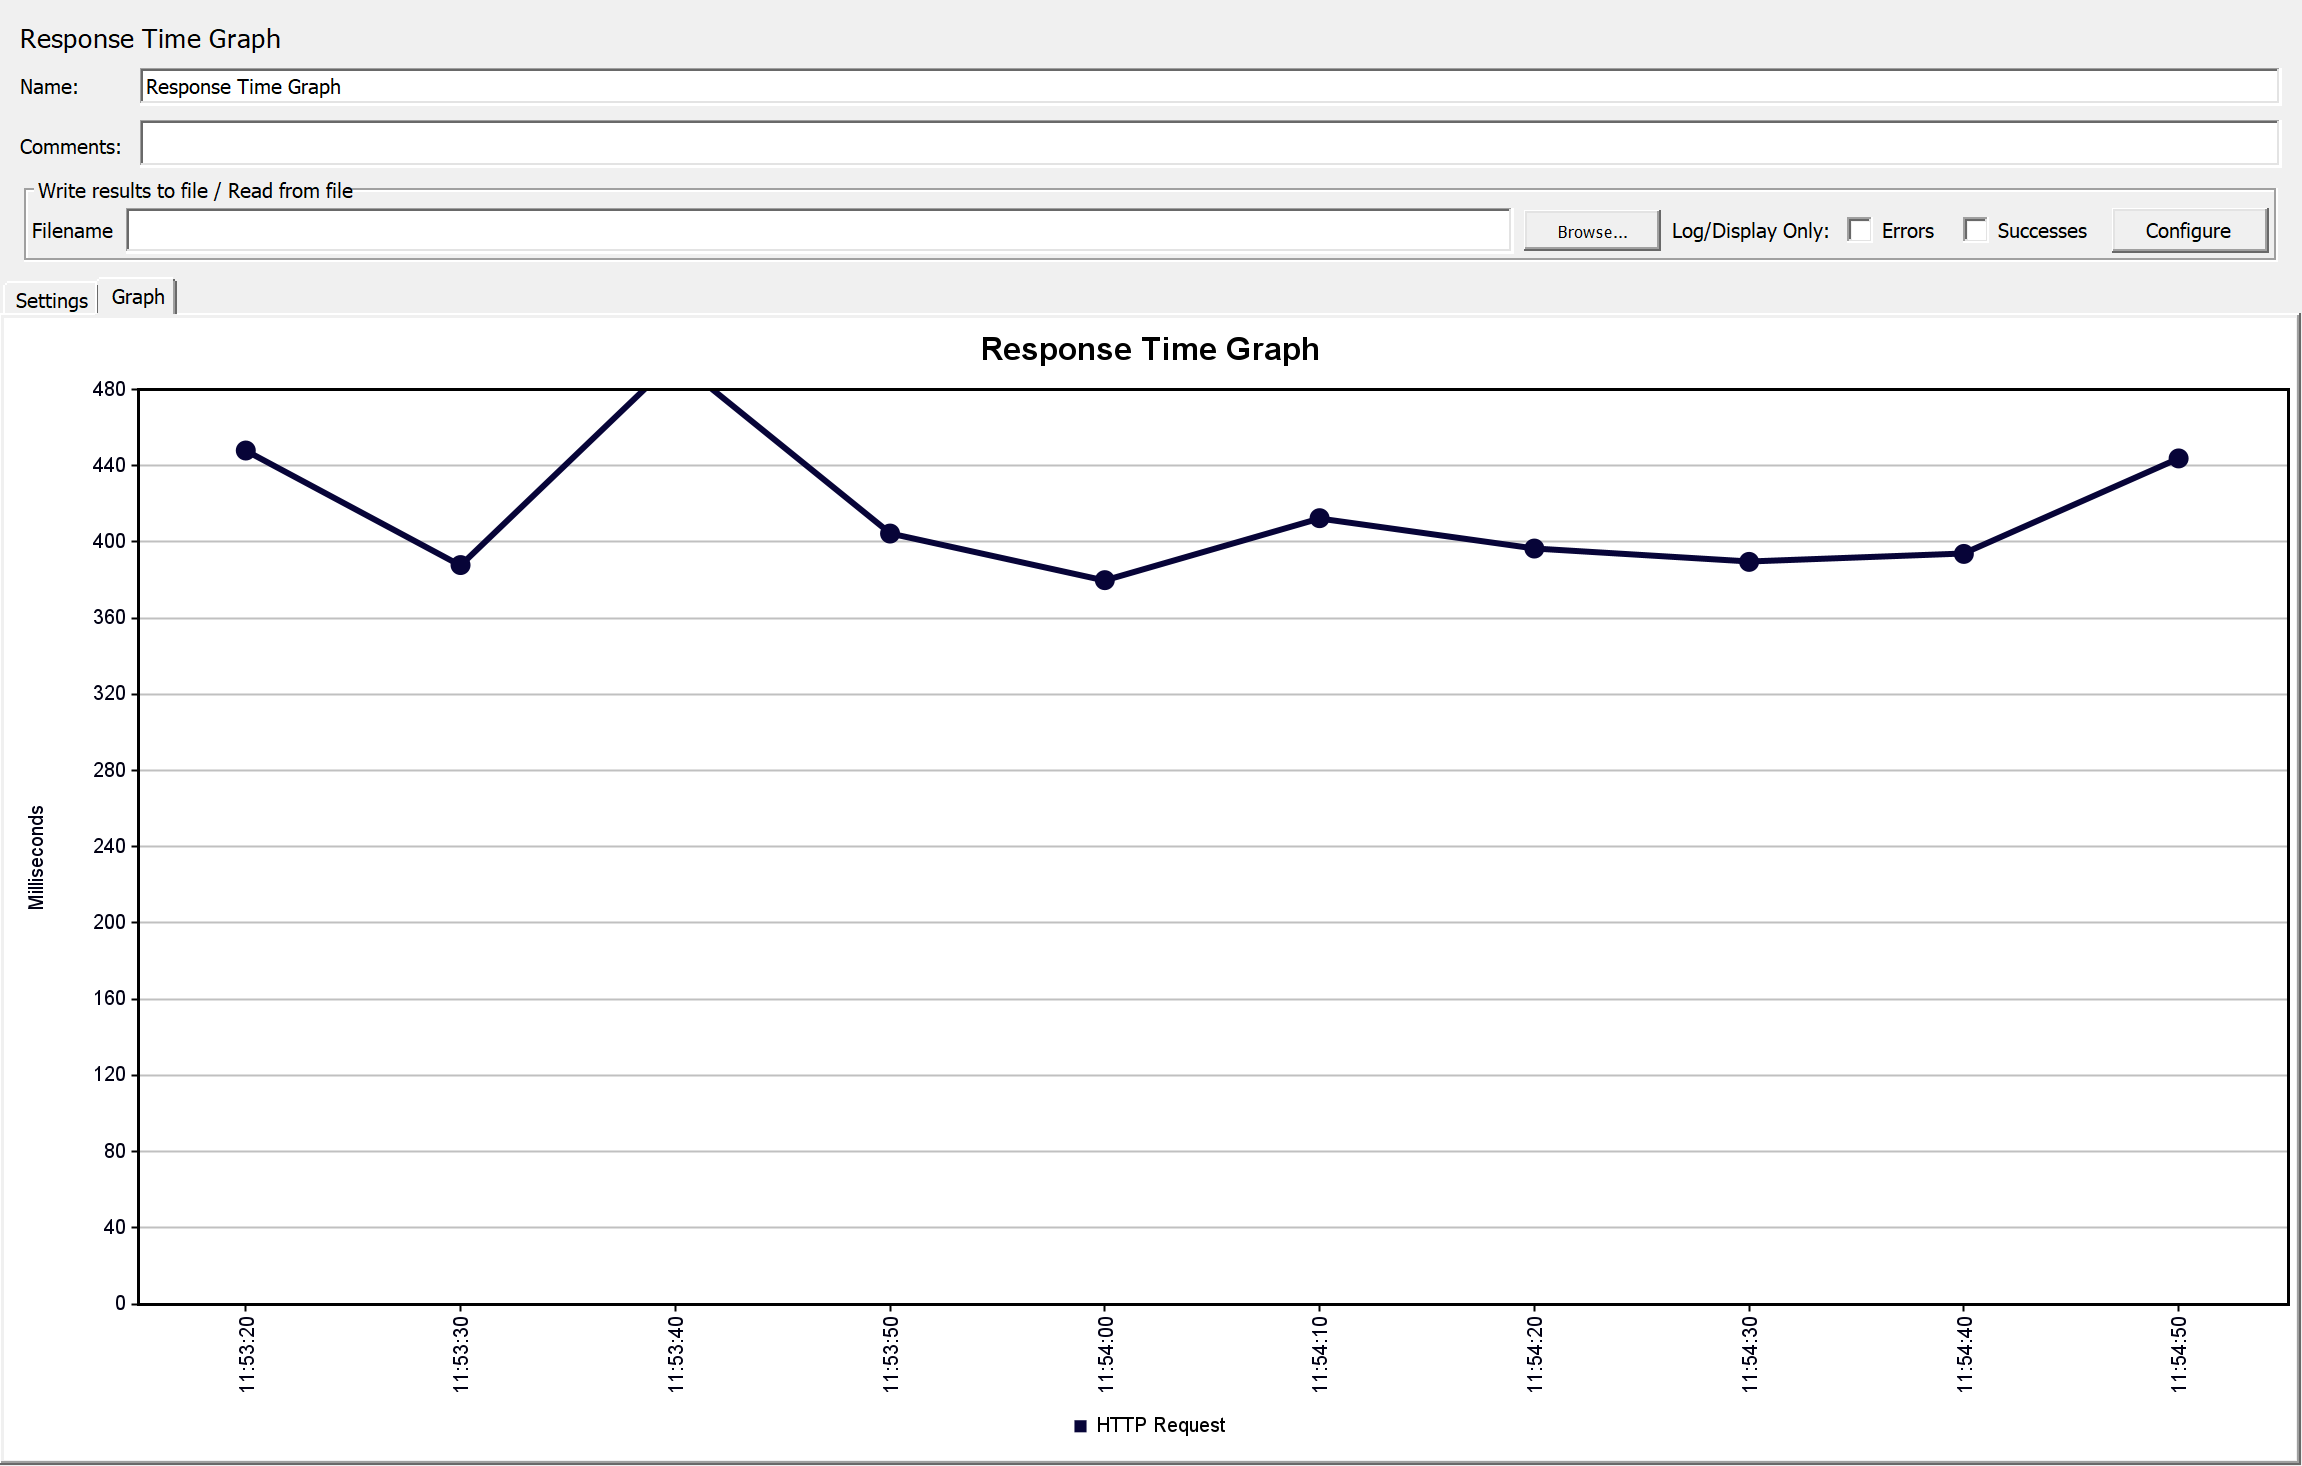 Response Time Graph
Name: Response Time Graph
Comments:
Write results to file / Read from file
Filename Browse... Log/Display Only: Errors Successes Configure
Settings Graph
Response Time Graph
480
440
400
360
320
280
240
200
160
120
80
40
0
Milliseconds
11:53:20 11:53:30 11:53:40 11:53:50 11:54:00 11:54:10 11:54:20 11:54:30 11:54:40 11:54:50
HTTP Request